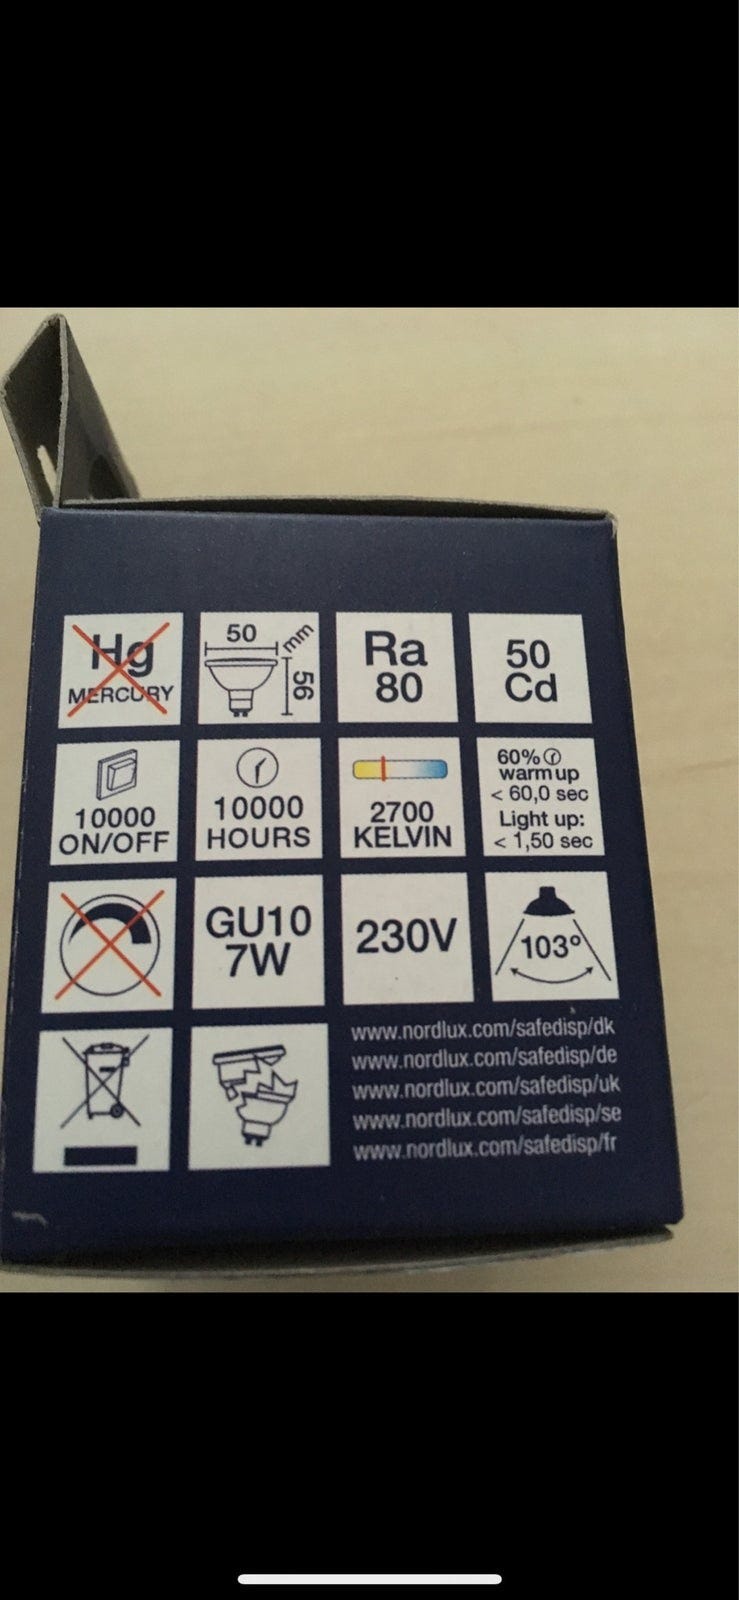 Hg
MERCURY
50
mm
56
Ra
80
50
Cd
10000
ON/OFF
10000
HOURS
2700
KELVIN
60%
warm up
< 60,0 sec
Light up:
< 1,50 sec
GU10
7W
230V
103°
www.nordlux.com/safedisp/dk
www.nordlux.com/safedisp/de
www.nordlux.com/safedisp/uk
www.nordlux.com/safedisp/se
www.nordlux.com/safedisp/fr